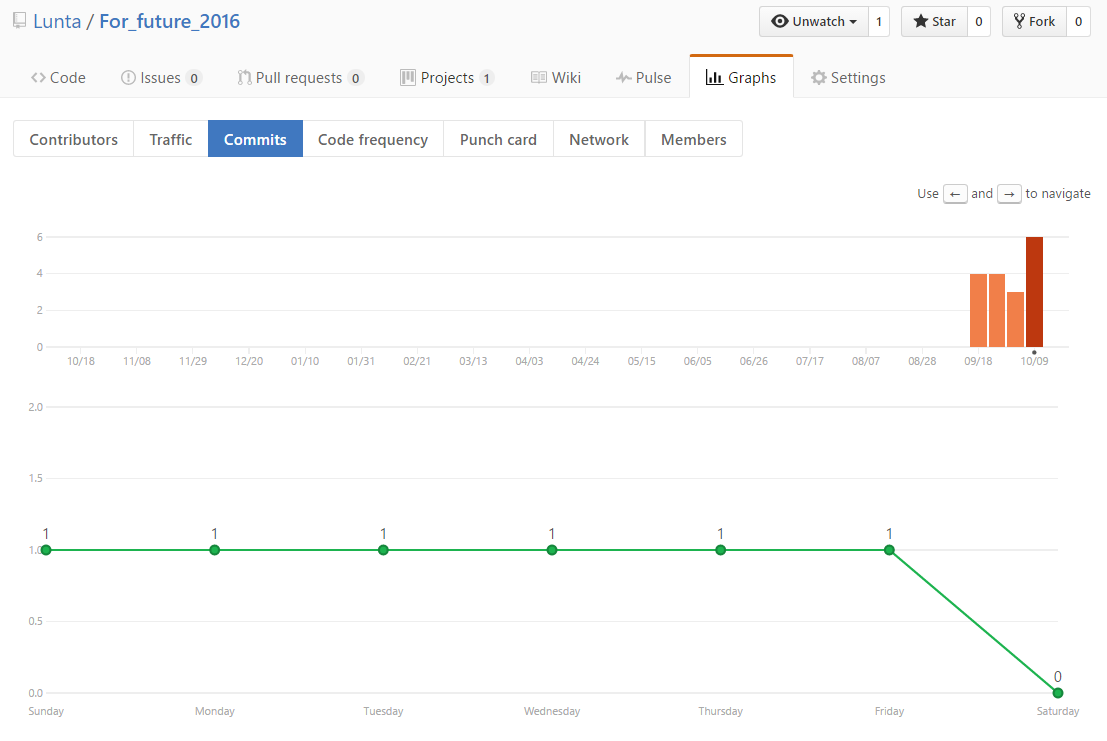 Lunta / For_future_2016 Unwatch 1 Star 0 Fork 0
Code Issues 0 Pull requests 0 Projects 1 Wiki Pulse Graphs Settings
Contributors Traffic Commits Code frequency Punch card Network Members
Use ← and → to navigate
6
4
2
0
10/18 11/08 11/29 12/20 01/10 01/31 02/21 03/13 04/03 04/24 05/15 06/05 06/26 07/17 08/07 08/28 09/18 10/09
2.0
1.5
1 1 1 1 1 1
1.0
0.5
0
0.0
Sunday Monday Tuesday Wednesday Thursday Friday Saturday